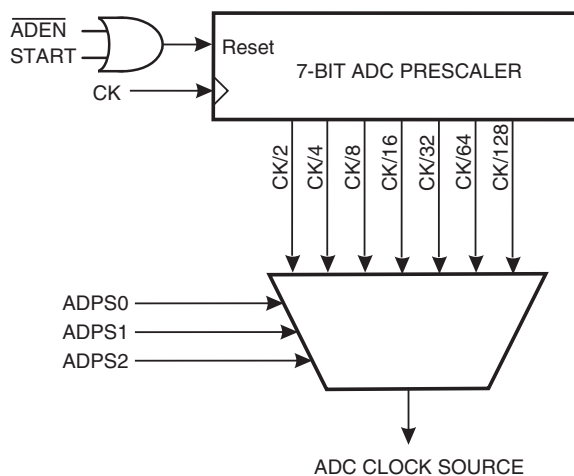 ADEN
START
Reset
7-BIT ADC PRESCALER
CK
CK/2
CK/4
CK/8
CK/16
CK/32
CK/64
CK/128
ADPS0
ADPS1
ADPS2
ADC CLOCK SOURCE